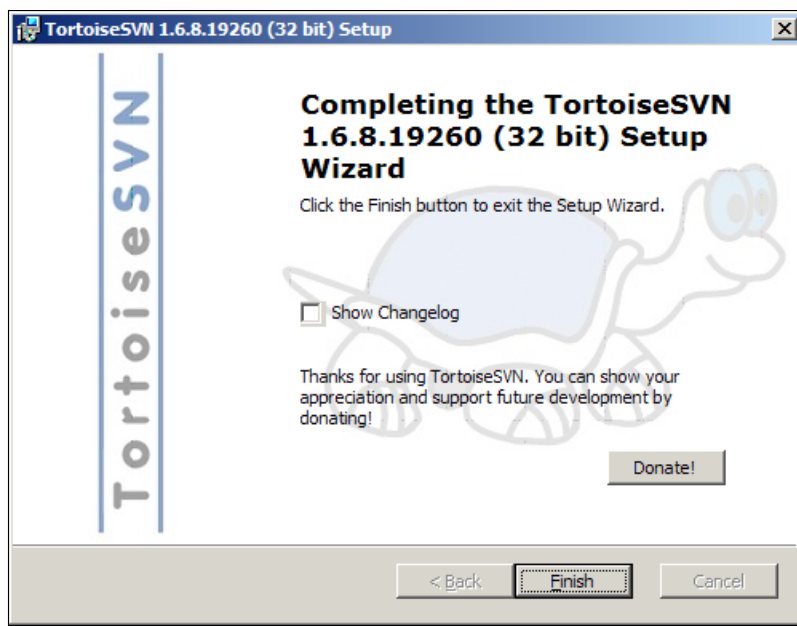 TortoiseSVN 1.6.8.19260 (32 bit) Setup
TortoiseSVN
Completing the TortoiseSVN
1.6.8.19260 (32 bit) Setup
Wizard
Click the Finish button to exit the Setup Wizard.
Show Changelog
Thanks for using TortoiseSVN. You can show your
appreciation and support future development by
donating!
Donate!
< Back
Finish
Cancel